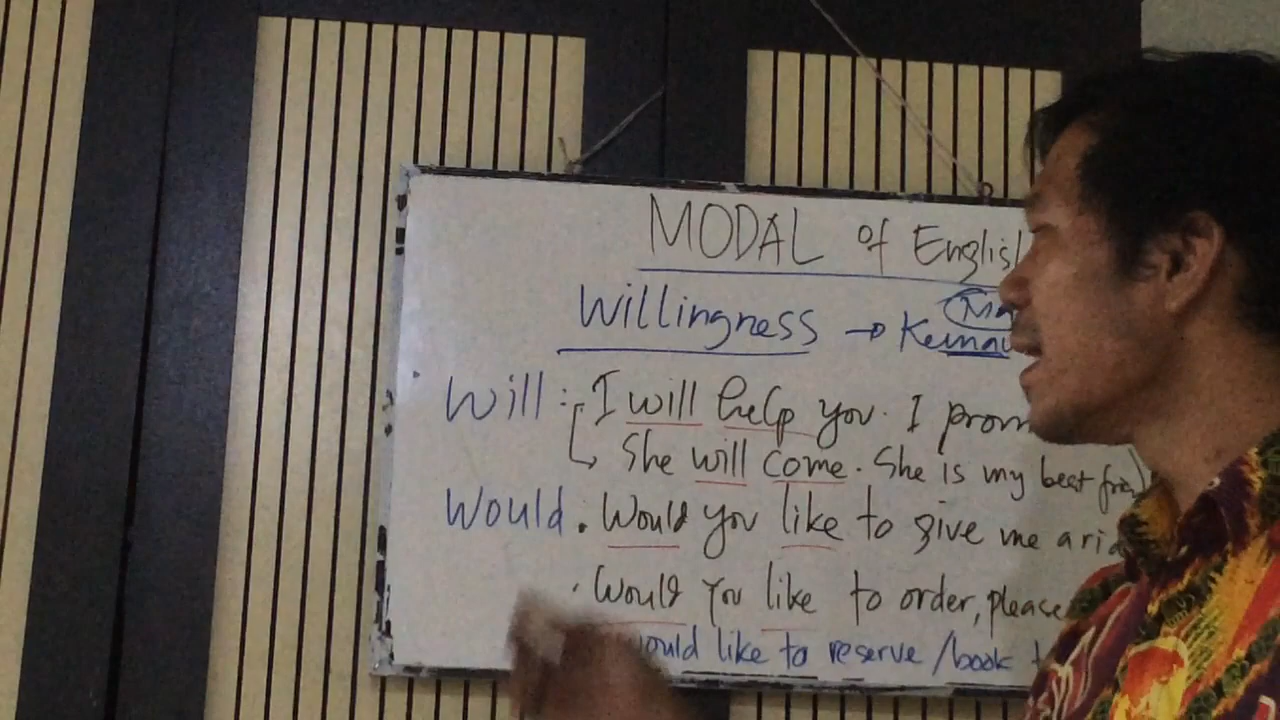 MODAL of English
Willingness → Kemau
Will : I will help you. I prom
She will come. She is my best
Would . Would you like to give me a
. Would you like to order, please
would like to reserve / book